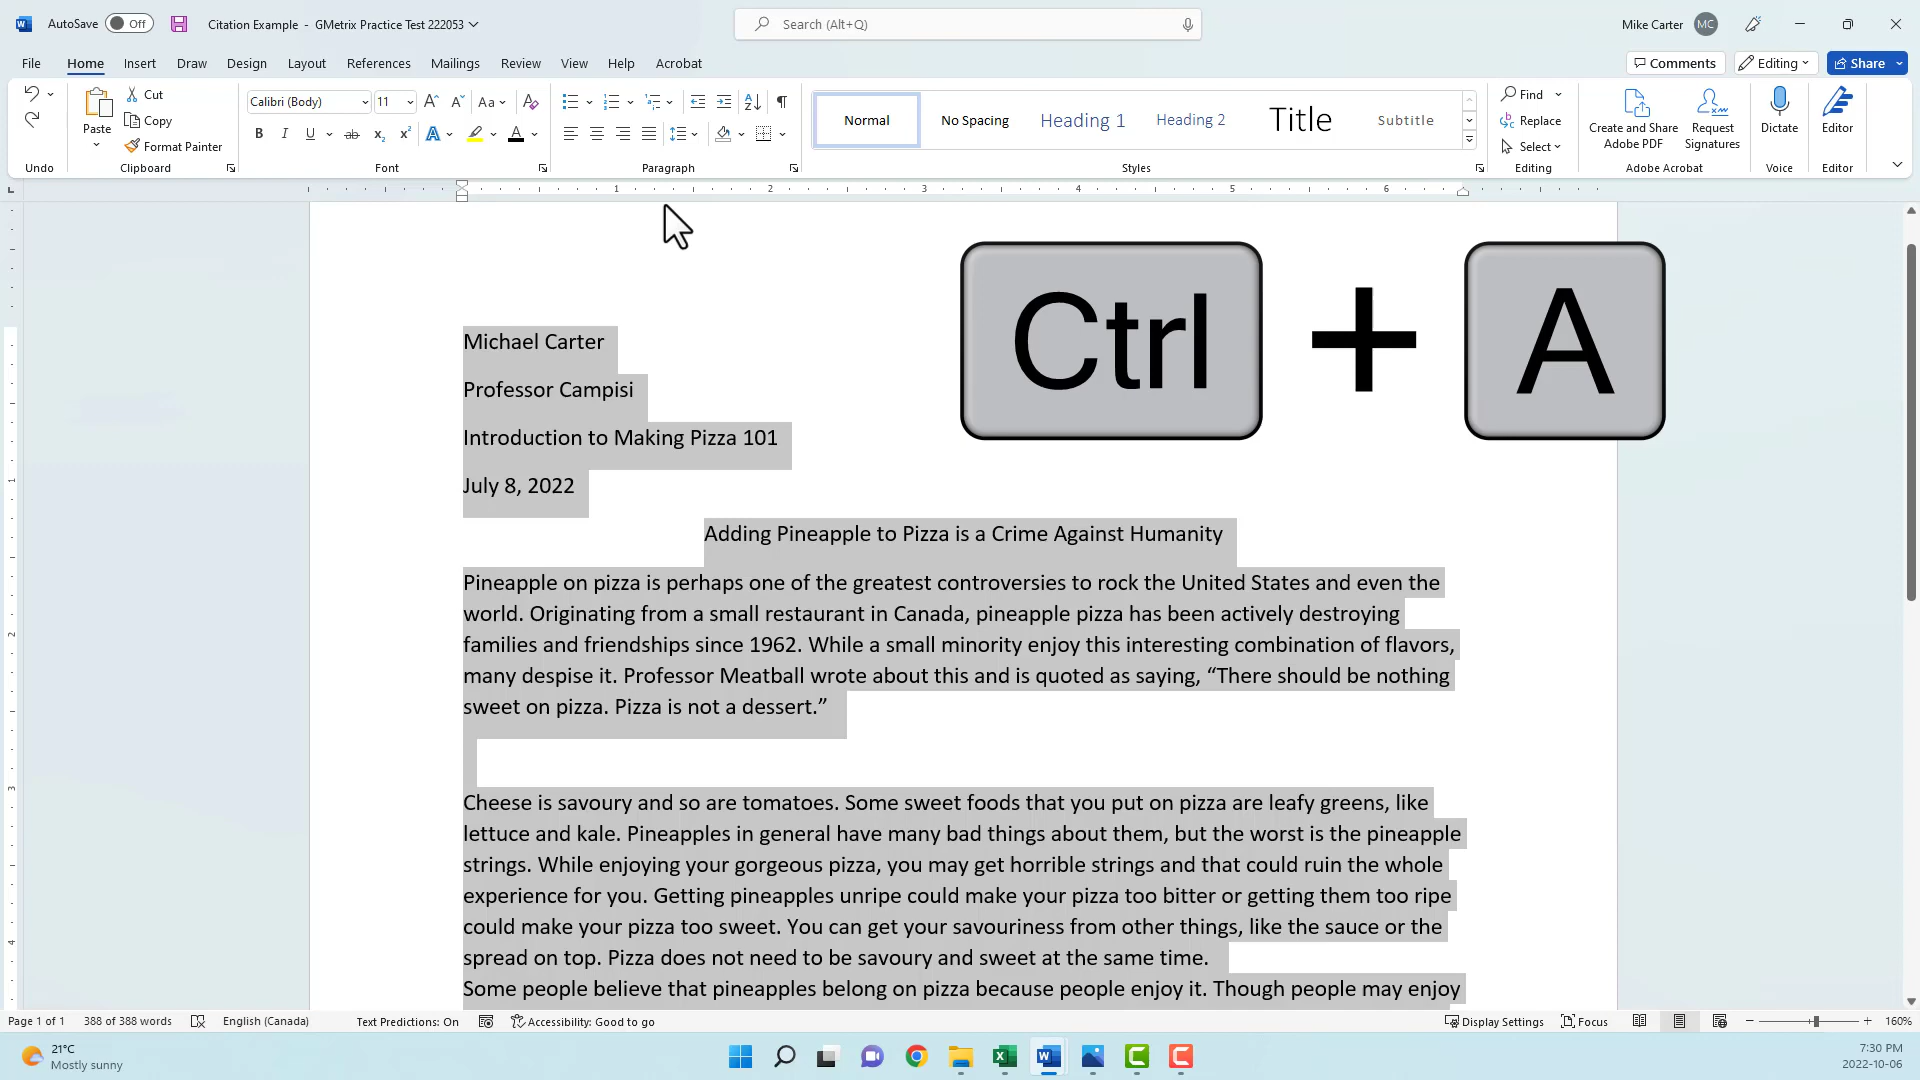 AutoSave Off Citation Example - GMetrix Practice Test 222053 Search (Alt+Q) Mike Carter MC
File Home Insert Draw Design Layout References Mailings Review View Help Acrobat Comments Editing Share
Undo
Paste
Cut
Copy
Format Painter
Clipboard
Calibri (Body) 11
Font
Paragraph
Normal No Spacing Heading 1 Heading 2 Title Subtitle
Styles
Find
Replace
Select
Editing
Create and Share
Adobe PDF
Request
Signatures
Adobe Acrobat
Dictate
Voice
Editor
Editor
1 2 3 4 5 6
Ctrl + A
Michael Carter
Professor Campisi
Introduction to Making Pizza 101
July 8, 2022
Adding Pineapple to Pizza is a Crime Against Humanity
Pineapple on pizza is perhaps one of the greatest controversies to rock the United States and even the
world. Originating from a small restaurant in Canada, pineapple pizza has been actively destroying
families and friendships since 1962. While a small minority enjoy this interesting combination of flavors,
many despise it. Professor Meatball wrote about this and is quoted as saying, “There should be nothing
sweet on pizza. Pizza is not a dessert.”
Cheese is savoury and so are tomatoes. Some sweet foods that you put on pizza are leafy greens, like
lettuce and kale. Pineapples in general have many bad things about them, but the worst is the pineapple
strings. While enjoying your gorgeous pizza, you may get horrible strings and that could ruin the whole
experience for you. Getting pineapples unripe could make your pizza too bitter or getting them too ripe
could make your pizza too sweet. You can get your savouriness from other things, like the sauce or the
spread on top. Pizza does not need to be savoury and sweet at the same time.
Some people believe that pineapples belong on pizza because people enjoy it. Though people may enjoy
Page 1 of 1 388 of 388 words English (Canada) Text Predictions: On Accessibility: Good to go Display Settings Focus 160%
21°C
Mostly sunny
7:30 PM
2022-10-06